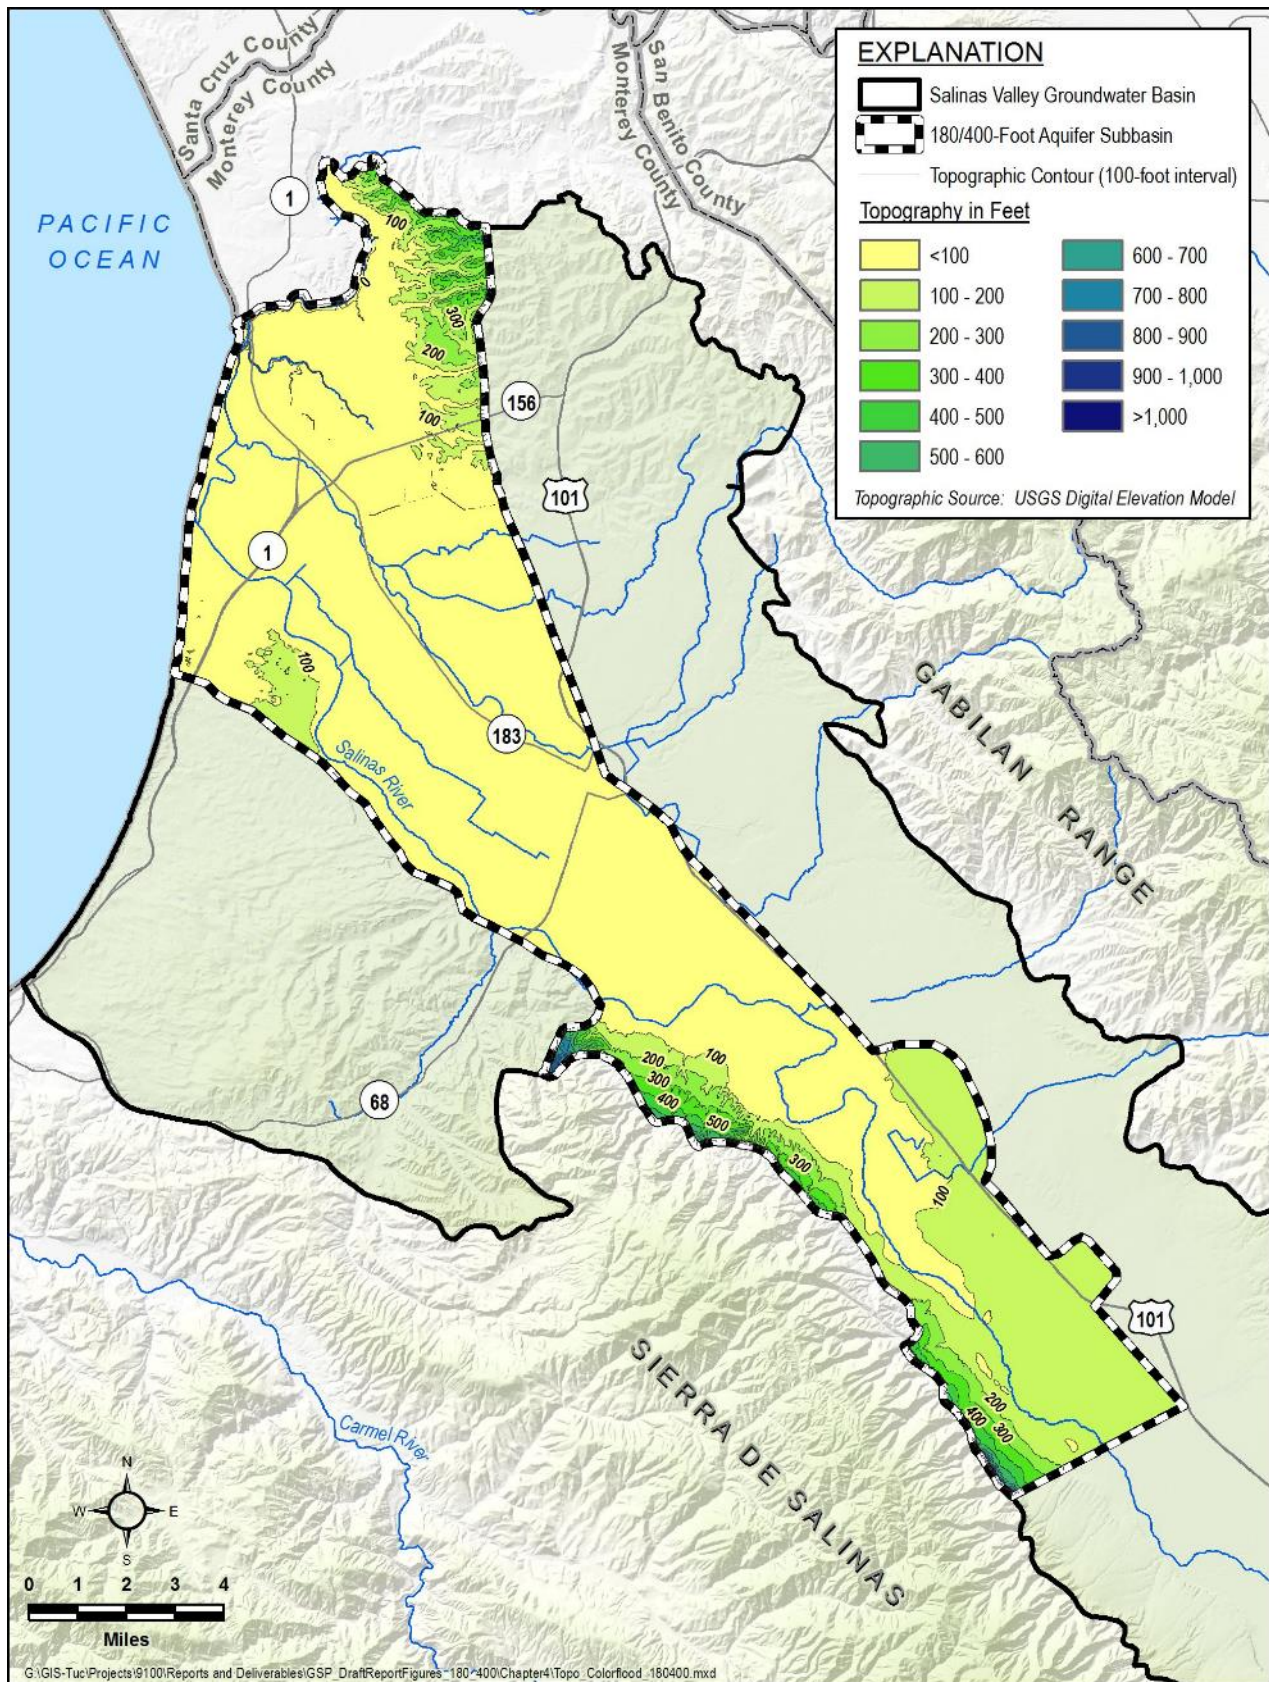 EXPLANATION
Salinas Valley Groundwater Basin
180/400-Foot Aquifer Subbasin
Topographic Contour (100-foot interval)
Topography in Feet
<100
100 - 200
200 - 300
300 - 400
400 - 500
500 - 600
600 - 700
700 - 800
800 - 900
900 - 1,000
>1,000
Topographic Source: USGS Digital Elevation Model
Santa Cruz County
Monterey County
San Benito County
Monterey County
PACIFIC
OCEAN
1
100
0
300
200
100
156
101
1
100
183
Salinas River
GABILAN RANGE
68
200
300
400
500
100
300
100
101
200
300
400
SIERRA DE SALINAS
Carmel River
N
W
E
S
0 1 2 3 4
Miles
G:\GIS-Tuc\Projects\9100\Reports and Deliverables\GSP_DraftReportFigures_180_400\Chapter4\Topo_Colorflood_180400.mxd